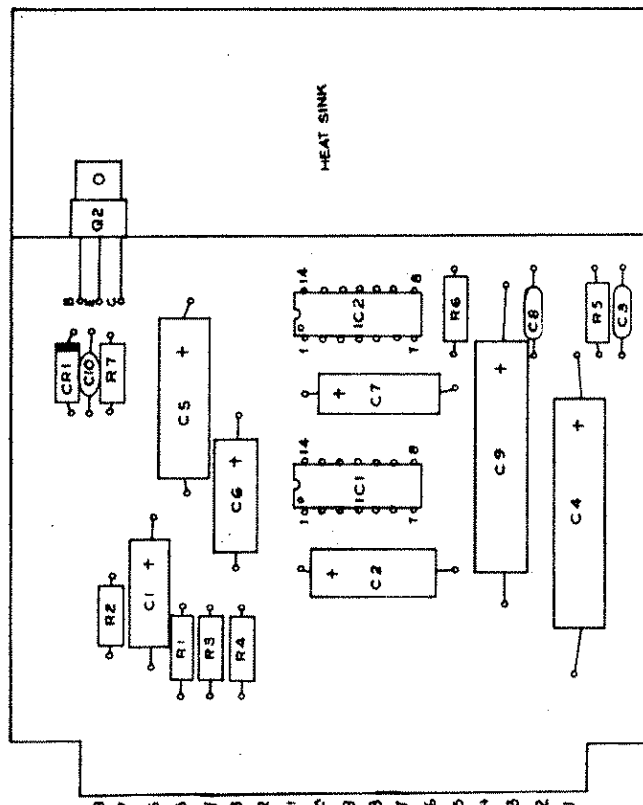 HEAT SINK
Q2
B
C
CR1
C10
R7
C5
14
1
IC2
8
7
R6
C8
R5
C3
C7
C6
C9
C4
14
1
IC1
8
7
C2
R2
C1
R1
R3
R4
+
+
+
+
+
+
+